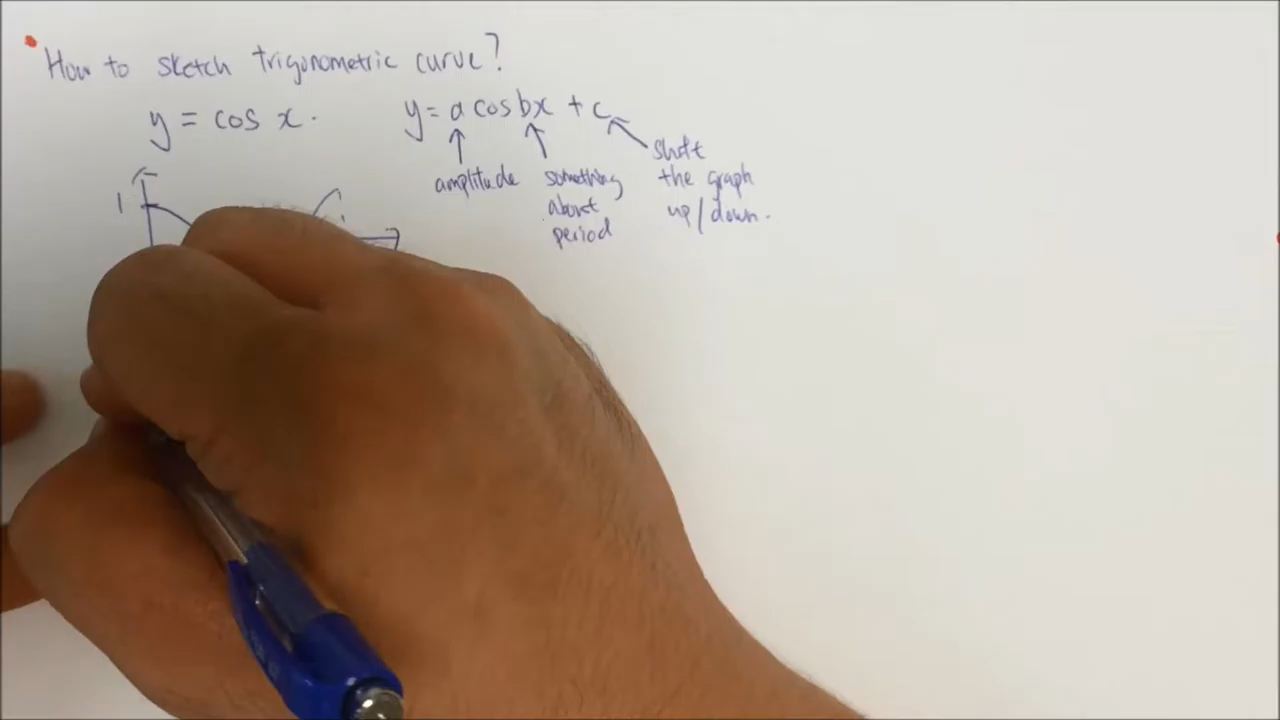 How to sketch trigonometric curve?
y = cos x.
y = a cos bx + c
amplitude
something
about
period
shift
the graph
up/down.
1